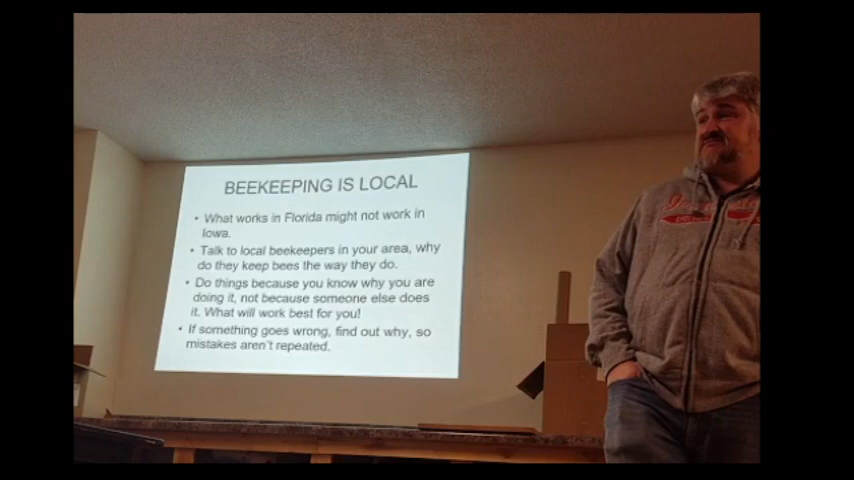 BEEKEEPING IS LOCAL
• What works in Florida might not work in
Iowa.
• Talk to local beekeepers in your area, why
do they keep bees the way they do.
• Do things because you know why you are
doing it, not because someone else does
it. What will work best for you!
• If something goes wrong, find out why, so
mistakes aren't repeated.